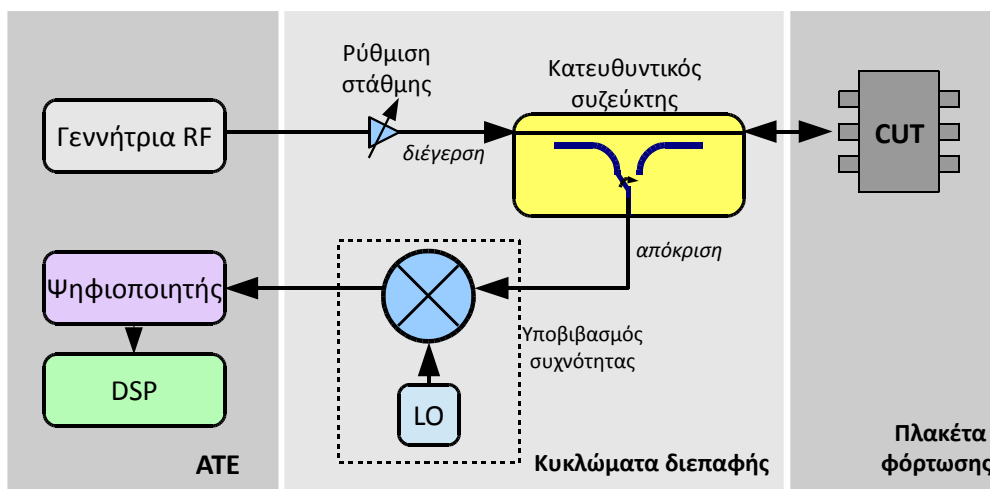 Ρύθμιση
στάθμης
Κατευθυντικός
συζεύκτης
Γεννήτρια RF
διέγερση
CUT
απόκριση
Ψηφιοποιητής
Υποβιβασμός
συχνότητας
DSP
LO
ATE
Κυκλώματα διεπαφής
Πλακέτα
φόρτωσης